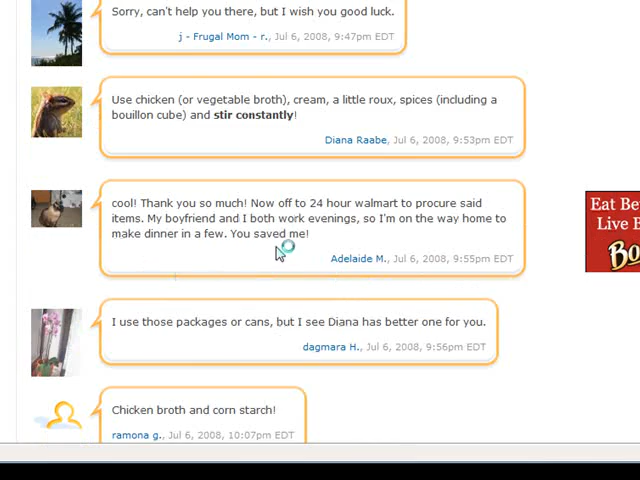 Sorry, can't help you there, but I wish you good luck.
j - Frugal Mom - r., Jul 6, 2008, 9:47pm EDT
Use chicken (or vegetable broth), cream, a little roux, spices (including a
bouillon cube) and stir constantly!
Diana Raabe, Jul 6, 2008, 9:53pm EDT
cool! Thank you so much! Now off to 24 hour walmart to procure said
items. My boyfriend and I both work evenings, so I'm on the way home to
make dinner in a few. You saved me!
Adelaide M., Jul 6, 2008, 9:55pm EDT
Eat Be
Live B
Bo
I use those packages or cans, but I see Diana has better one for you.
dagmara H., Jul 6, 2008, 9:56pm EDT
Chicken broth and corn starch!
ramona g., Jul 6, 2008, 10:07pm EDT